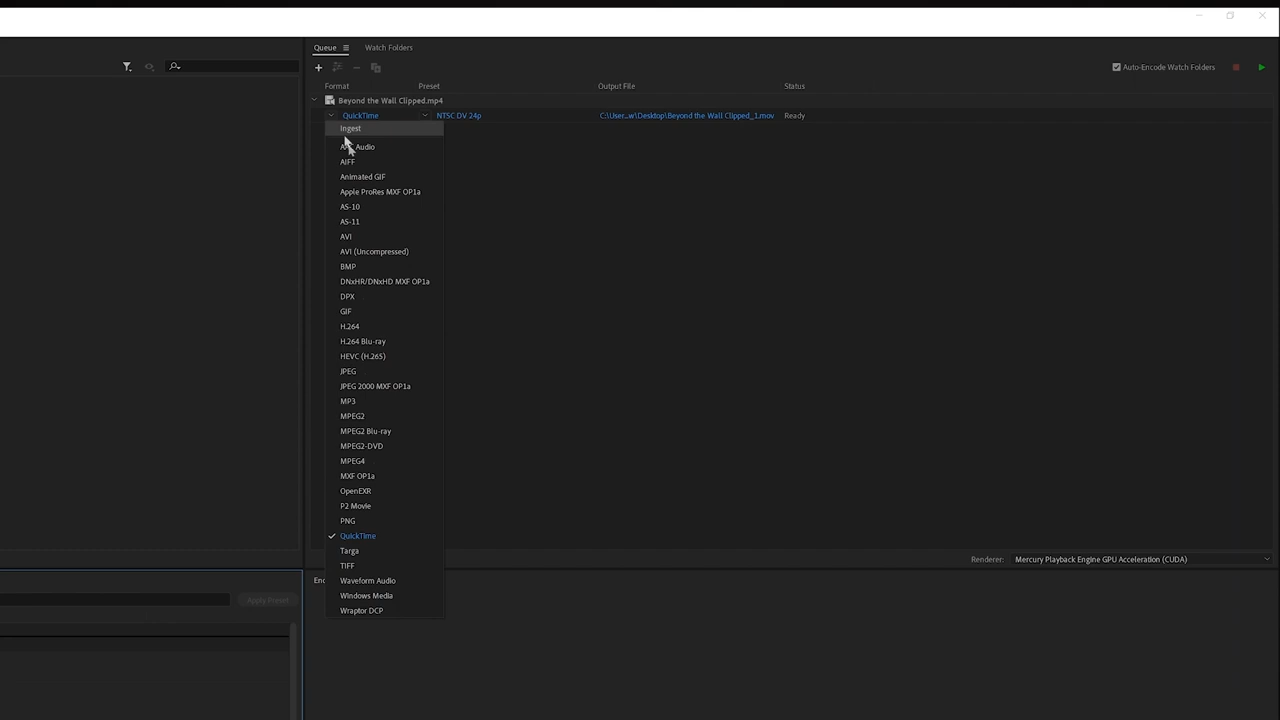 Queue
Watch Folders
Auto-Encode Watch Folders
Format
Preset
Output File
Status
Beyond the Wall Clipped.mp4
QuickTime
NTSC DV 24p
C:\User...w\Desktop\Beyond the Wall Clipped_1.mov
Ready
Ingest
Audio
AIFF
Animated GIF
Apple ProRes MXF OP1a
AS-10
AS-11
AVI
AVI (Uncompressed)
BMP
DNxHR/DNxHD MXF OP1a
DPX
GIF
H.264
H.264 Blu-ray
HEVC (H.265)
JPEG
JPEG 2000 MXF OP1a
MP3
MPEG2
MPEG2 Blu-ray
MPEG2-DVD
MPEG4
MXF OP1a
OpenEXR
P2 Movie
PNG
QuickTime
Targa
TIFF
Waveform Audio
Windows Media
Wraptor DCP
Renderer:
Mercury Playback Engine GPU Acceleration (CUDA)
Apply Preset